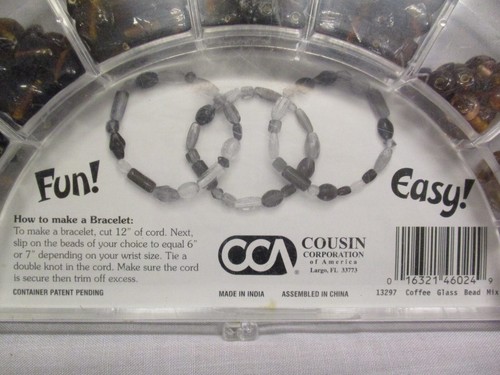 Fun!
Easy!
How to make a Bracelet:
To make a bracelet, cut 12" of cord. Next,
slip on the beads of your choice to equal 6"
or 7" depending on your wrist size. Tie a
double knot in the cord. Make sure the cord
is secure then trim off excess.
CONTAINER PATENT PENDING
CCA
COUSIN
CORPORATION
of America
Largo, FL 33773
MADE IN INDIA ASSEMBLED IN CHINA
0 16321 46024 9
13297 Coffee Glass Bead Mix